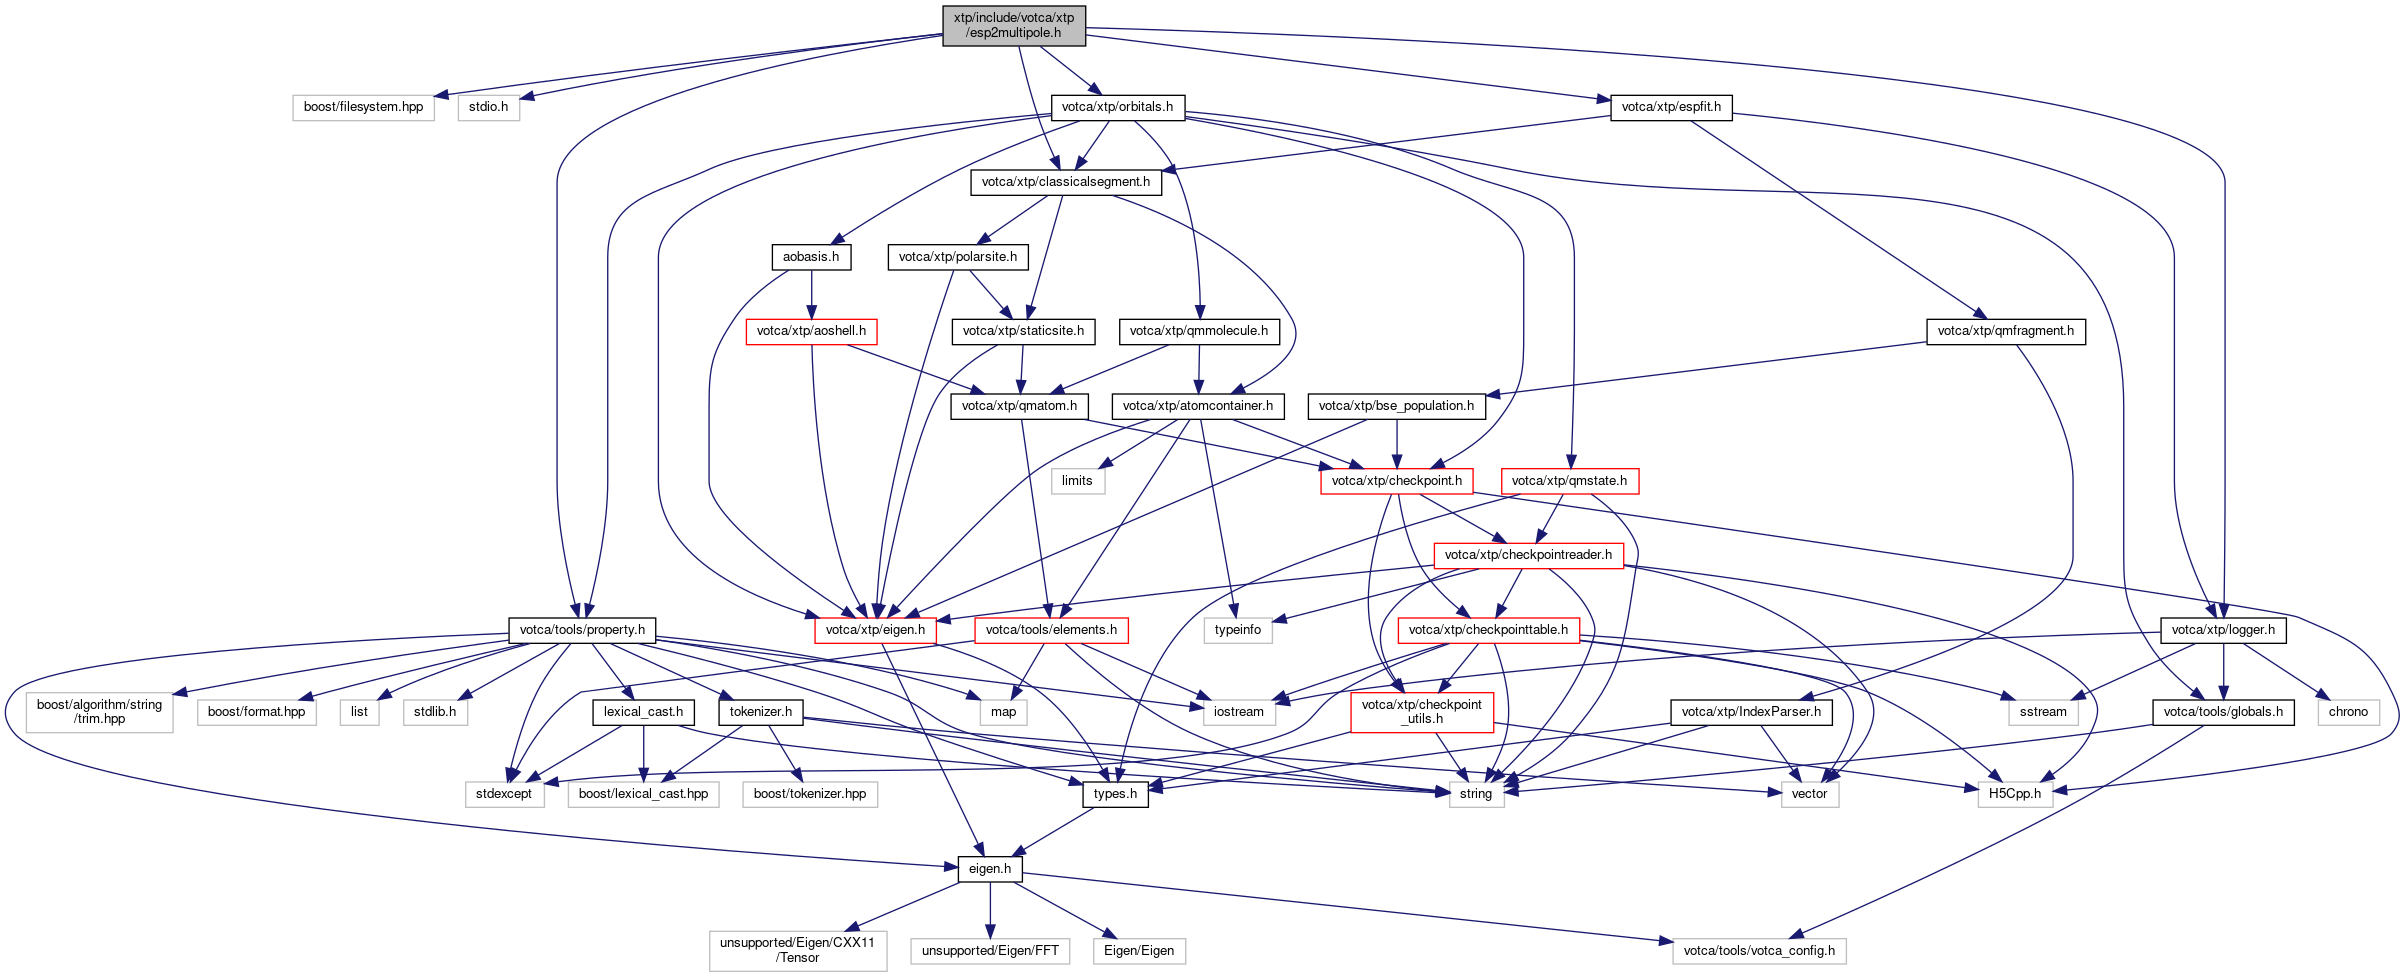 xtp/include/votca/xtp
/esp2multipole.h
boost/filesystem.hpp
stdio.h
votca/xtp/orbitals.h
votca/xtp/espfit.h
votca/xtp/classicalsegment.h
aobasis.h
votca/xtp/polarsite.h
votca/xtp/aoshell.h
votca/xtp/staticsite.h
votca/xtp/qmmolecule.h
votca/xtp/qmfragment.h
votca/xtp/qmatom.h
votca/xtp/atomcontainer.h
votca/xtp/bse_population.h
limits
votca/xtp/checkpoint.h
votca/xtp/qmstate.h
votca/xtp/checkpointreader.h
votca/tools/property.h
votca/xtp/eigen.h
votca/tools/elements.h
typeinfo
votca/xtp/checkpointtable.h
votca/xtp/logger.h
boost/algorithm/string
/trim.hpp
boost/format.hpp
list
stdlib.h
lexical_cast.h
tokenizer.h
map
iostream
votca/xtp/checkpoint
_utils.h
votca/xtp/IndexParser.h
sstream
votca/tools/globals.h
chrono
stdexcept
boost/lexical_cast.hpp
boost/tokenizer.hpp
types.h
string
vector
H5Cpp.h
eigen.h
unsupported/Eigen/CXX11
/Tensor
unsupported/Eigen/FFT
Eigen/Eigen
votca/tools/votca_config.h